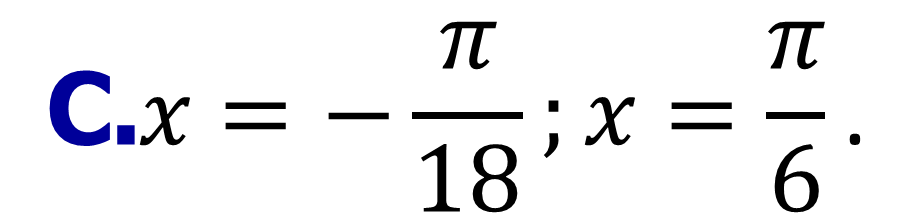 C. x = −π/18 ; x = π/6 .